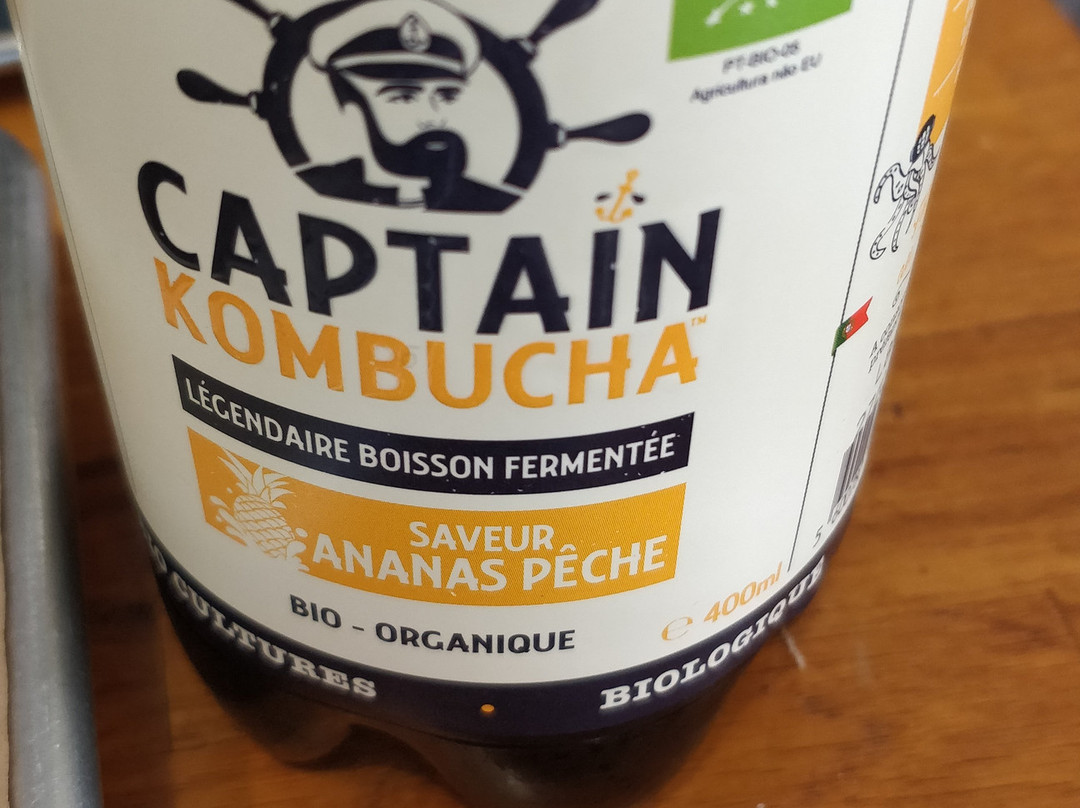 PT-BIO-05
Agricultura não EU
CAPTAIN
KOMBUCHA™
LÉGENDAIRE BOISSON FERMENTÉE
SAVEUR
ANANAS PÊCHE
BIO - ORGANIQUE
℮ 400ml
CULTURES
BIOLOGIQUE
5